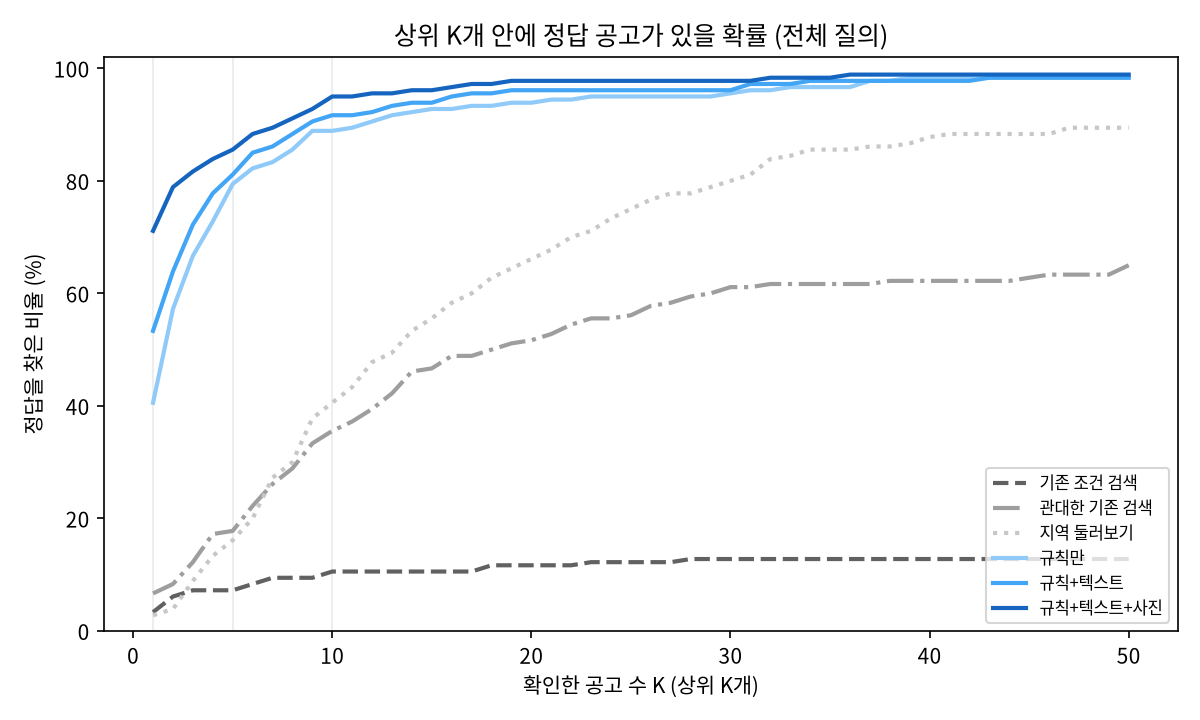 상위 K개 안에 정답 공고가 있을 확률 (전체 질의)
정답을 찾은 비율 (%)
100
80
60
40
20
0
0 10 20 30 40 50
확인한 공고 수 K (상위 K개)
기존 조건 검색
관대한 기존 검색
지역 둘러보기
규칙만
규칙+텍스트
규칙+텍스트+사진